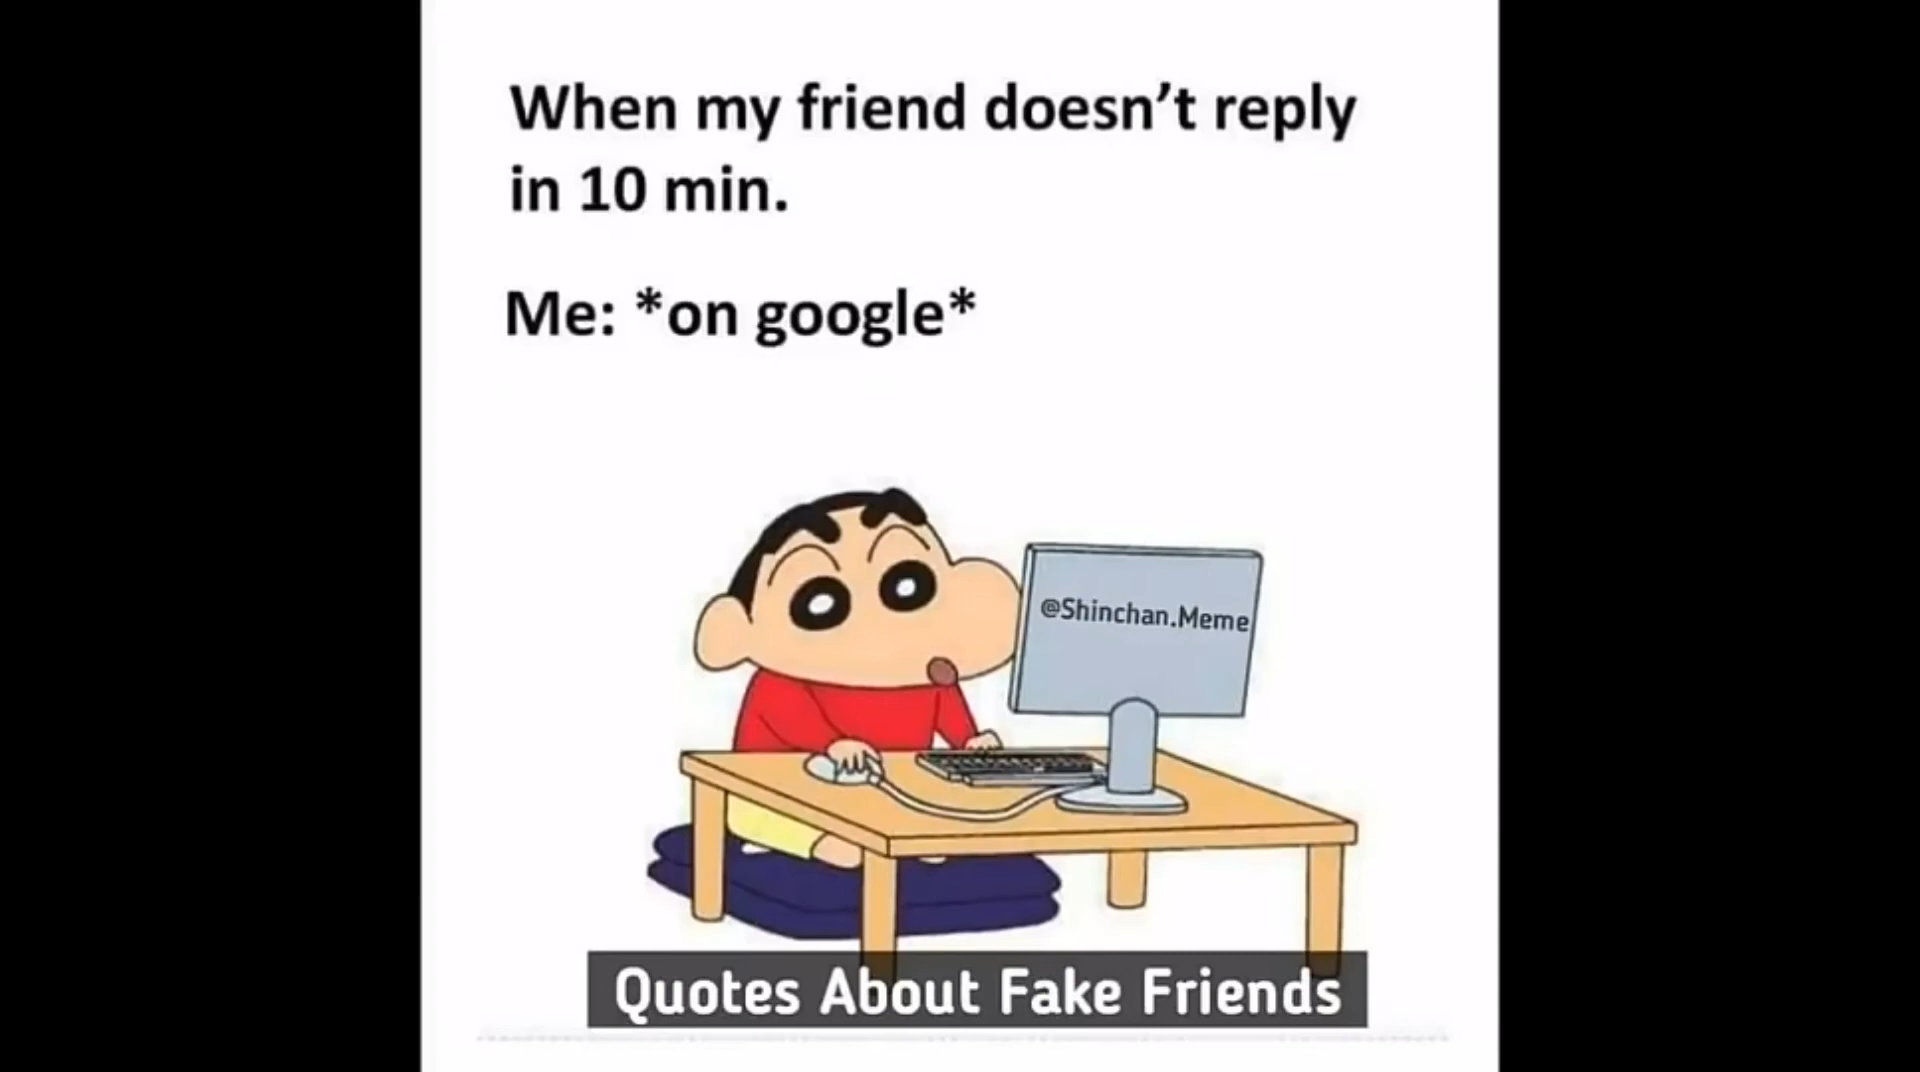 When my friend doesn’t reply
in 10 min.
Me: *on google*
@Shinchan.Meme
Quotes About Fake Friends